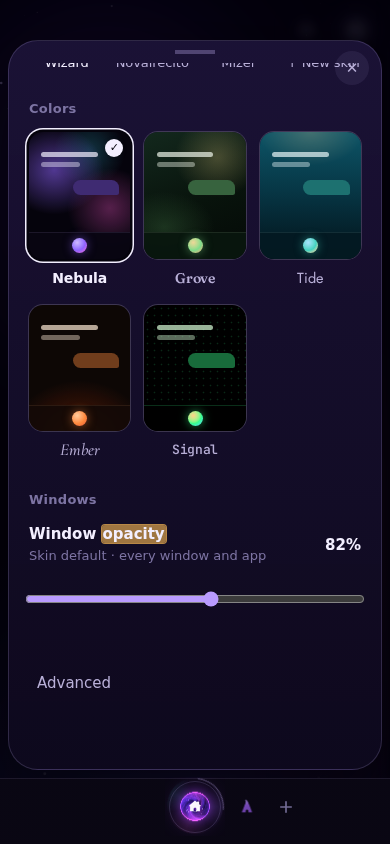 Wizard Novafrecito Mizer + New skin
Colors
Nebula Grove Tide
Ember Signal
Windows
Window opacity
Skin default · every window and app
82%
Advanced